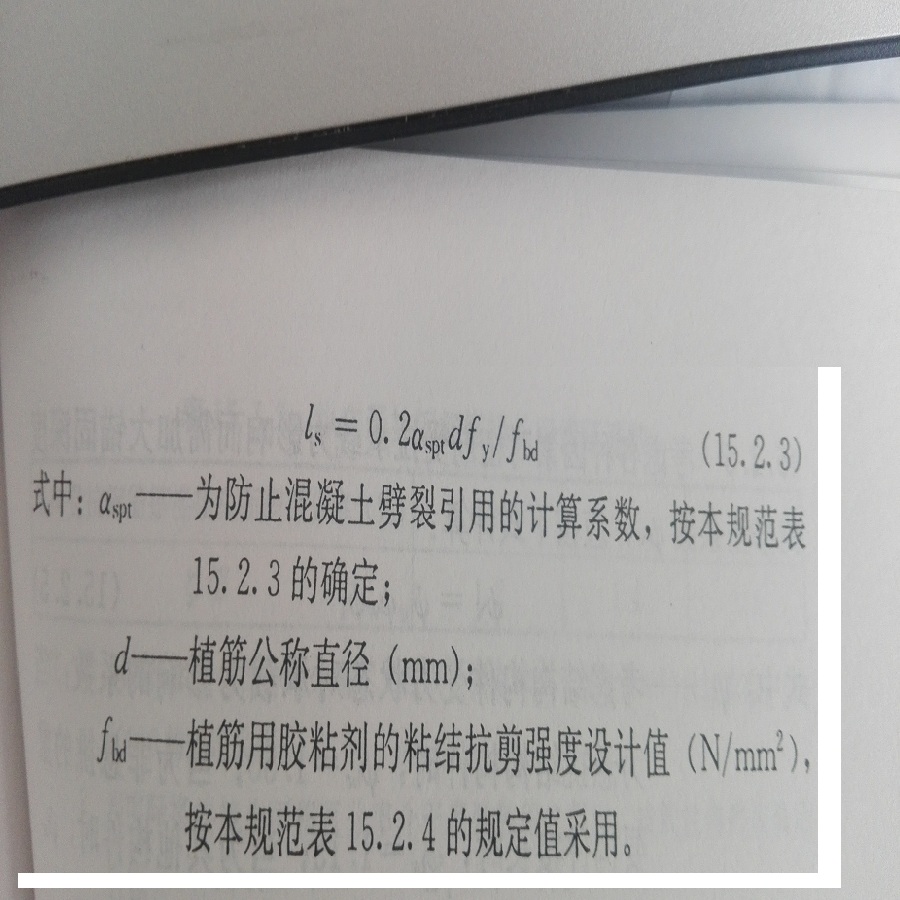 l_s = 0.2α_spt d f_y / f_bd (15.2.3)
式中：α_spt——为防止混凝土劈裂引用的计算系数，按本规范表
15.2.3 的确定；
d——植筋公称直径（mm）；
f_bd——植筋用胶粘剂的粘结抗剪强度设计值（N/mm²），
按本规范表 15.2.4 的规定值采用。